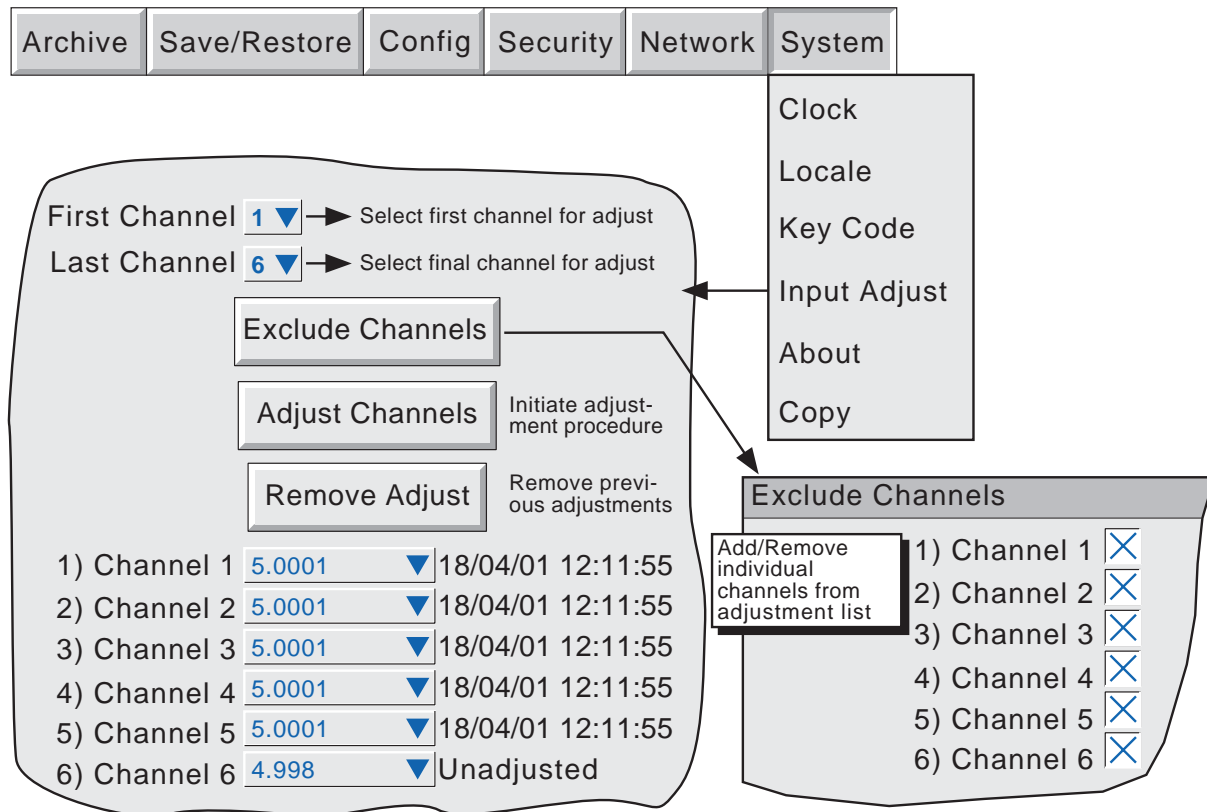 Archive Save/Restore Config Security Network System
Clock
Locale
Key Code
Input Adjust
About
Copy
First Channel 1 Select first channel for adjust
Last Channel 6 Select final channel for adjust
Exclude Channels
Adjust Channels Initiate adjust-
ment procedure
Remove Adjust Remove previ-
ous adjustments
1) Channel 1 5.0001 18/04/01 12:11:55
2) Channel 2 5.0001 18/04/01 12:11:55
3) Channel 3 5.0001 18/04/01 12:11:55
4) Channel 4 5.0001 18/04/01 12:11:55
5) Channel 5 5.0001 18/04/01 12:11:55
6) Channel 6 4.998 Unadjusted
Exclude Channels
Add/Remove
individual
channels from
adjustment list
1) Channel 1
2) Channel 2
3) Channel 3
4) Channel 4
5) Channel 5
6) Channel 6